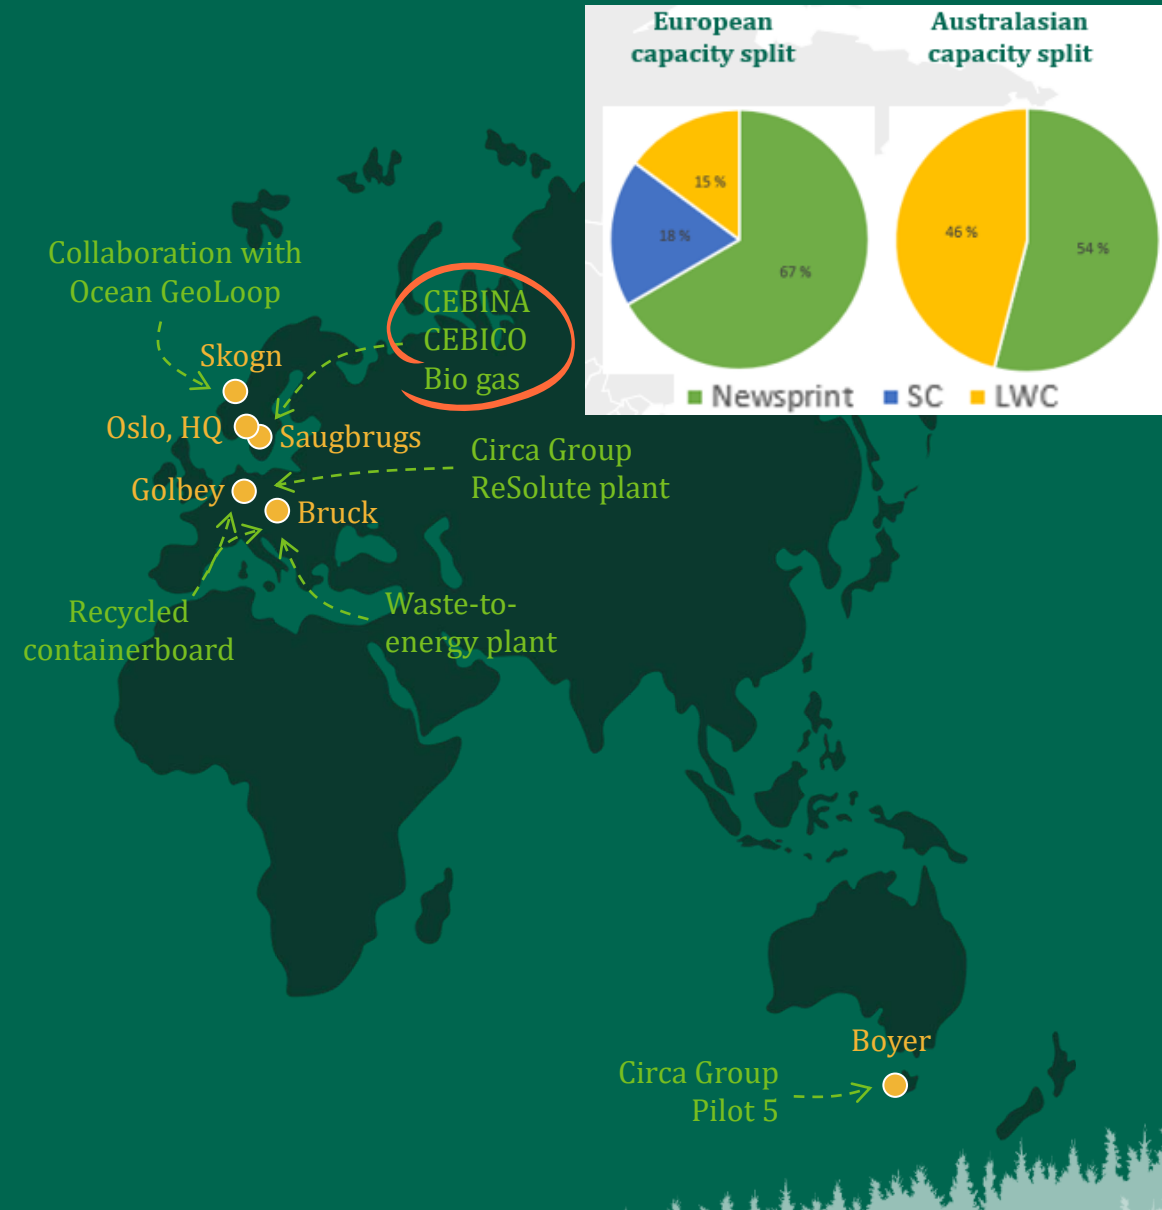 European
capacity split
Australasian
capacity split
15 %
18 %
67 %
46 %
54 %
Newsprint
SC
LWC
Collaboration with
Ocean GeoLoop
CEBINA
CEBICO
Bio gas
Skogn
Oslo, HQ
Saugbrugs
Circa Group
ReSolute plant
Golbey
Bruck
Recycled
containerboard
Waste-to-
energy plant
Boyer
Circa Group
Pilot 5